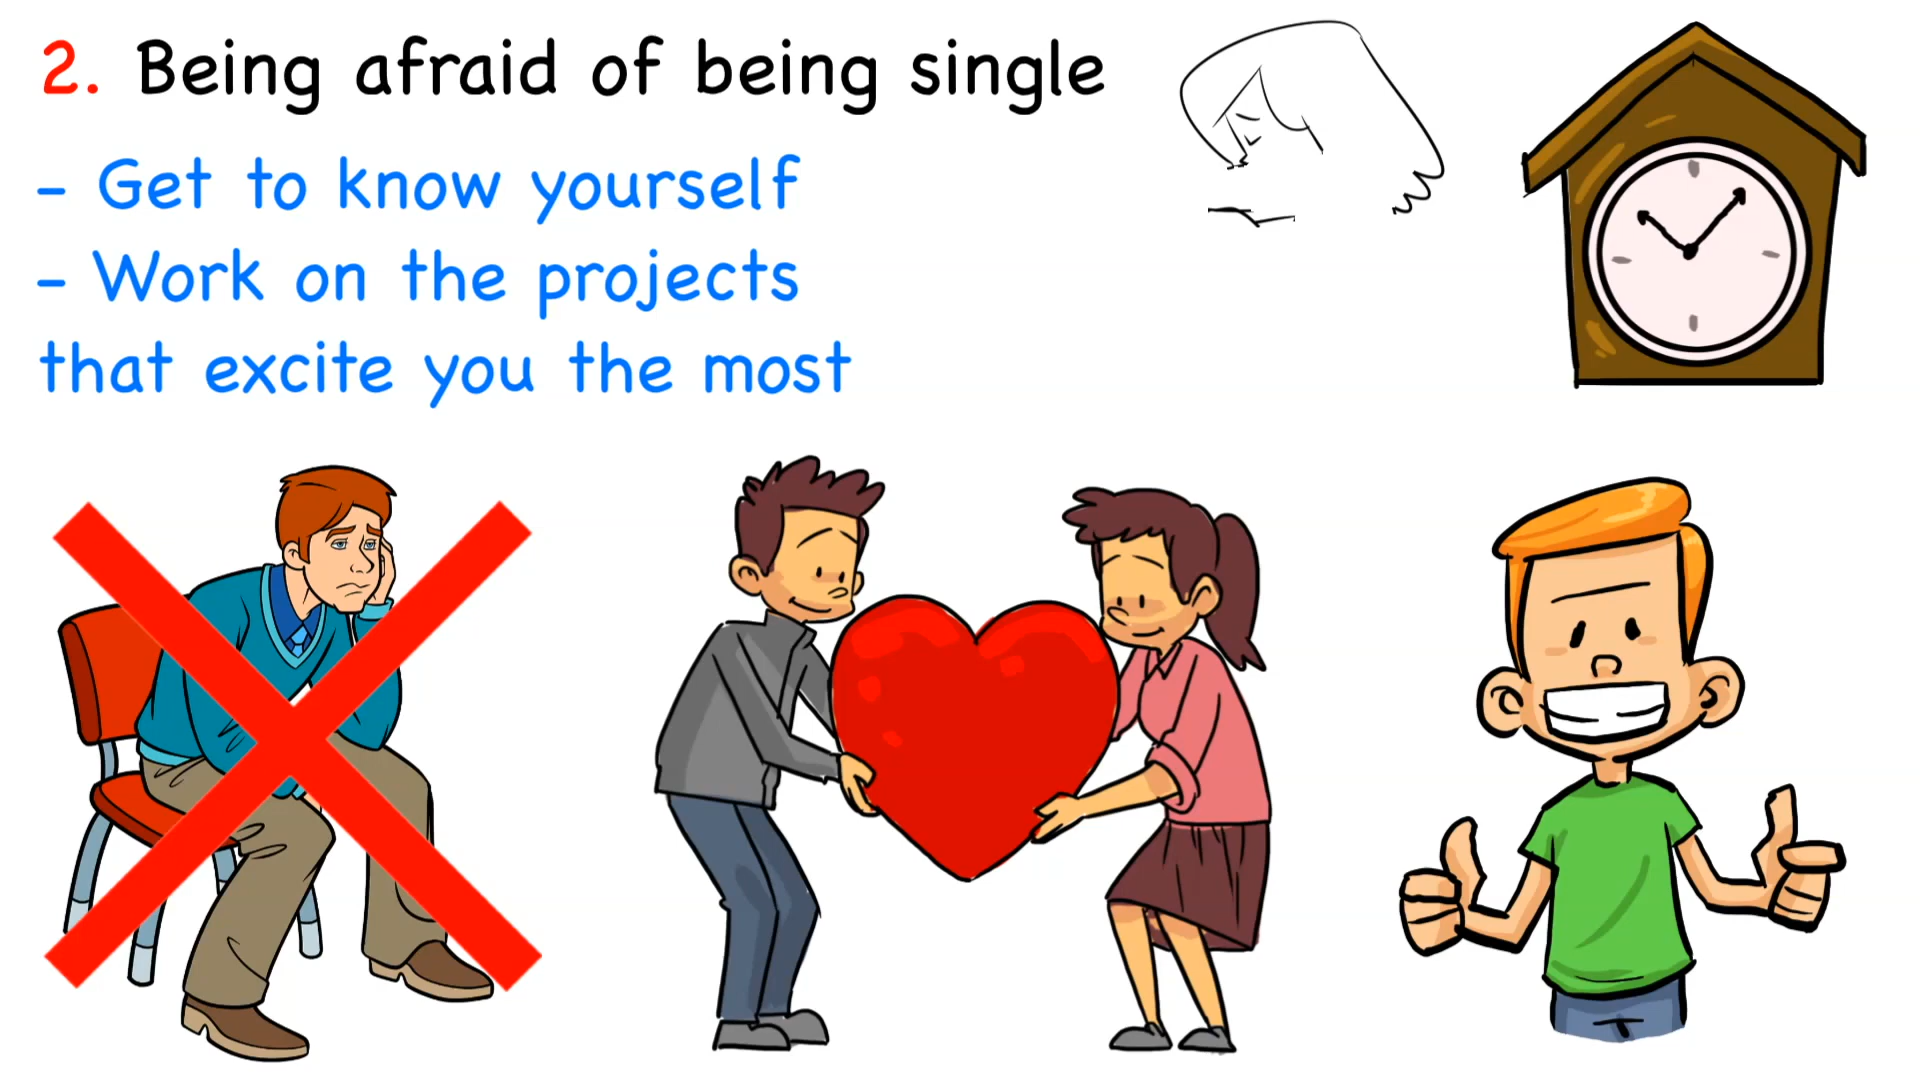 2. Being afraid of being single
- Get to know yourself
- Work on the projects
that excite you the most